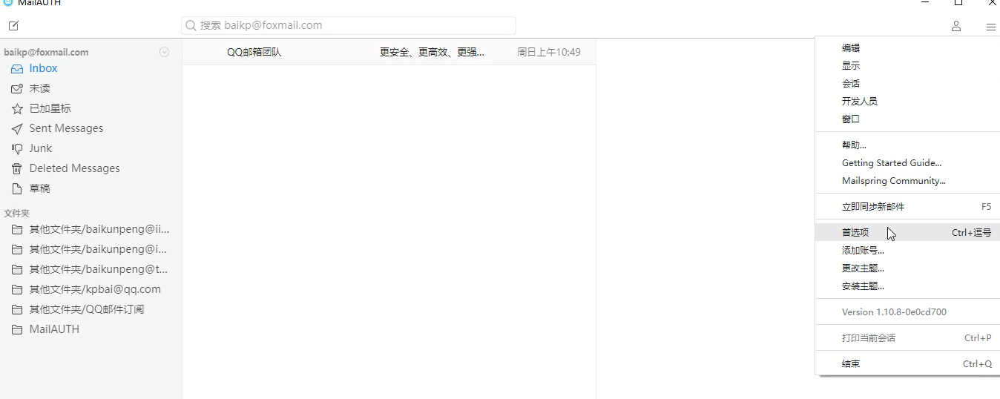 MailAUTH
搜索 baikp@foxmail.com
baikp@foxmail.com
Inbox
未读
已加星标
Sent Messages
Junk
Deleted Messages
草稿
文件夹
其他文件夹/baikunpeng@ii...
其他文件夹/baikunpeng@i...
其他文件夹/baikunpeng@t...
其他文件夹/kpbai@qq.com
其他文件夹/QQ邮件订阅
MailAUTH
QQ邮箱团队 更安全、更高效、更强... 周日上午10:49
编辑
显示
会话
开发人员
窗口
帮助...
Getting Started Guide...
Mailspring Community...
立即同步新邮件 F5
首选项 Ctrl+逗号
添加账号...
更改主题...
安装主题...
Version 1.10.8-0e0cd700
打印当前会话 Ctrl+P
结束 Ctrl+Q